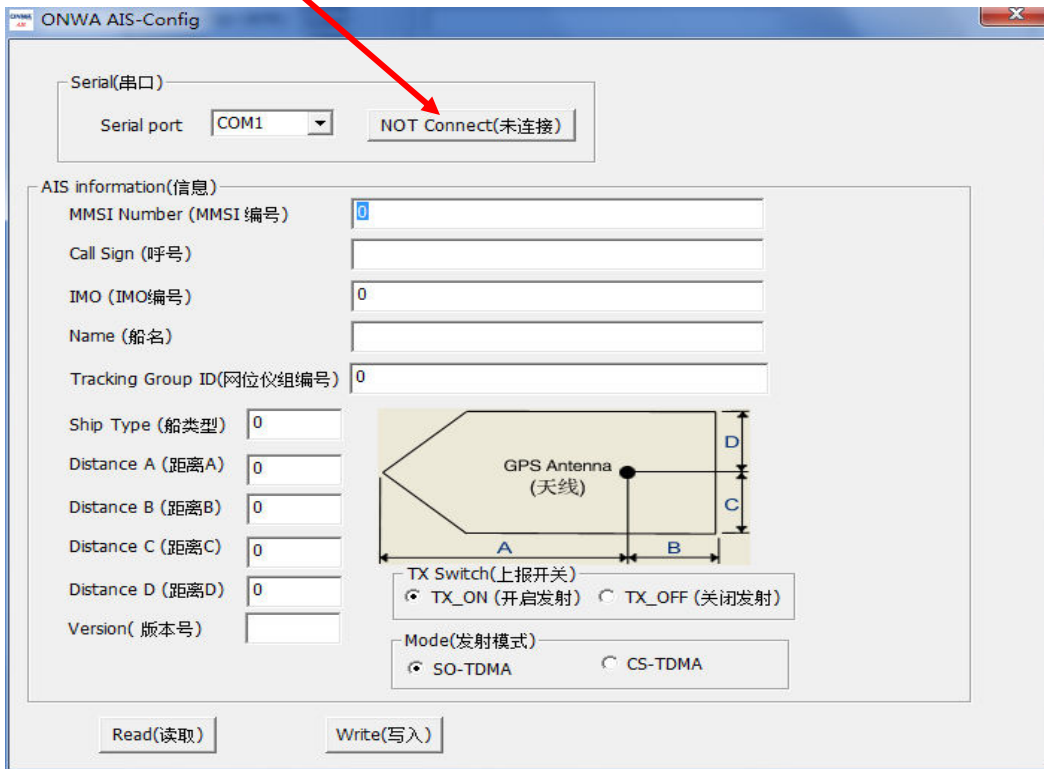 ONWA AIS-Config
Serial(串口)
Serial port COM1 NOT Connect(未连接)
AIS information(信息)
MMSI Number (MMSI 编号) 0
Call Sign (呼号)
IMO (IMO编号) 0
Name (船名)
Tracking Group ID(网位仪组编号) 0
Ship Type (船类型) 0
Distance A (距离A) 0
Distance B (距离B) 0
Distance C (距离C) 0
Distance D (距离D) 0
Version( 版本号)
GPS Antenna
(天线)
D
C
A B
TX Switch(上报开关)
TX_ON (开启发射) TX_OFF (关闭发射)
Mode(发射模式)
SO-TDMA CS-TDMA
Read(读取) Write(写入)